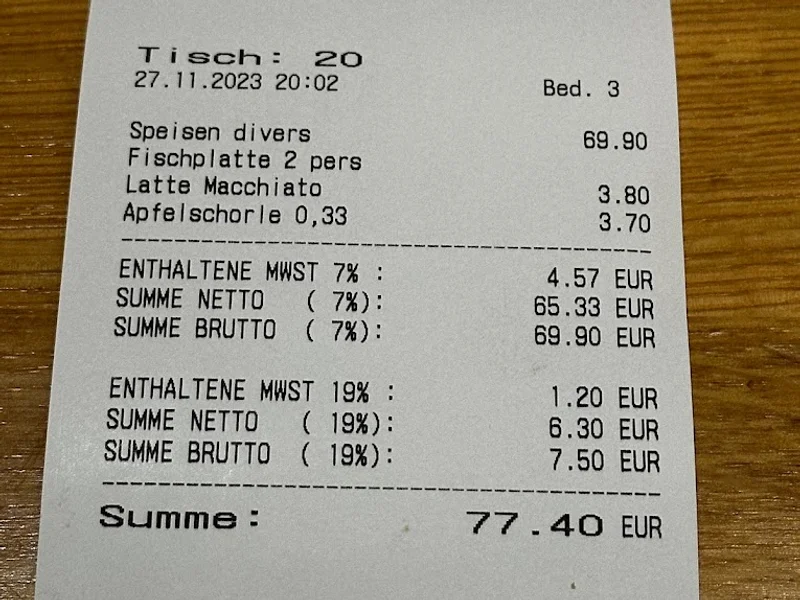 Tisch: 20
27.11.2023 20:02 Bed. 3
Speisen divers 69.90
Fischplatte 2 pers
Latte Macchiato 3.80
Apfelschorle 0,33 3.70
ENTHALTENE MWST 7% : 4.57 EUR
SUMME NETTO ( 7%): 65.33 EUR
SUMME BRUTTO ( 7%): 69.90 EUR
ENTHALTENE MWST 19% : 1.20 EUR
SUMME NETTO ( 19%): 6.30 EUR
SUMME BRUTTO ( 19%): 7.50 EUR
Summe: 77.40 EUR